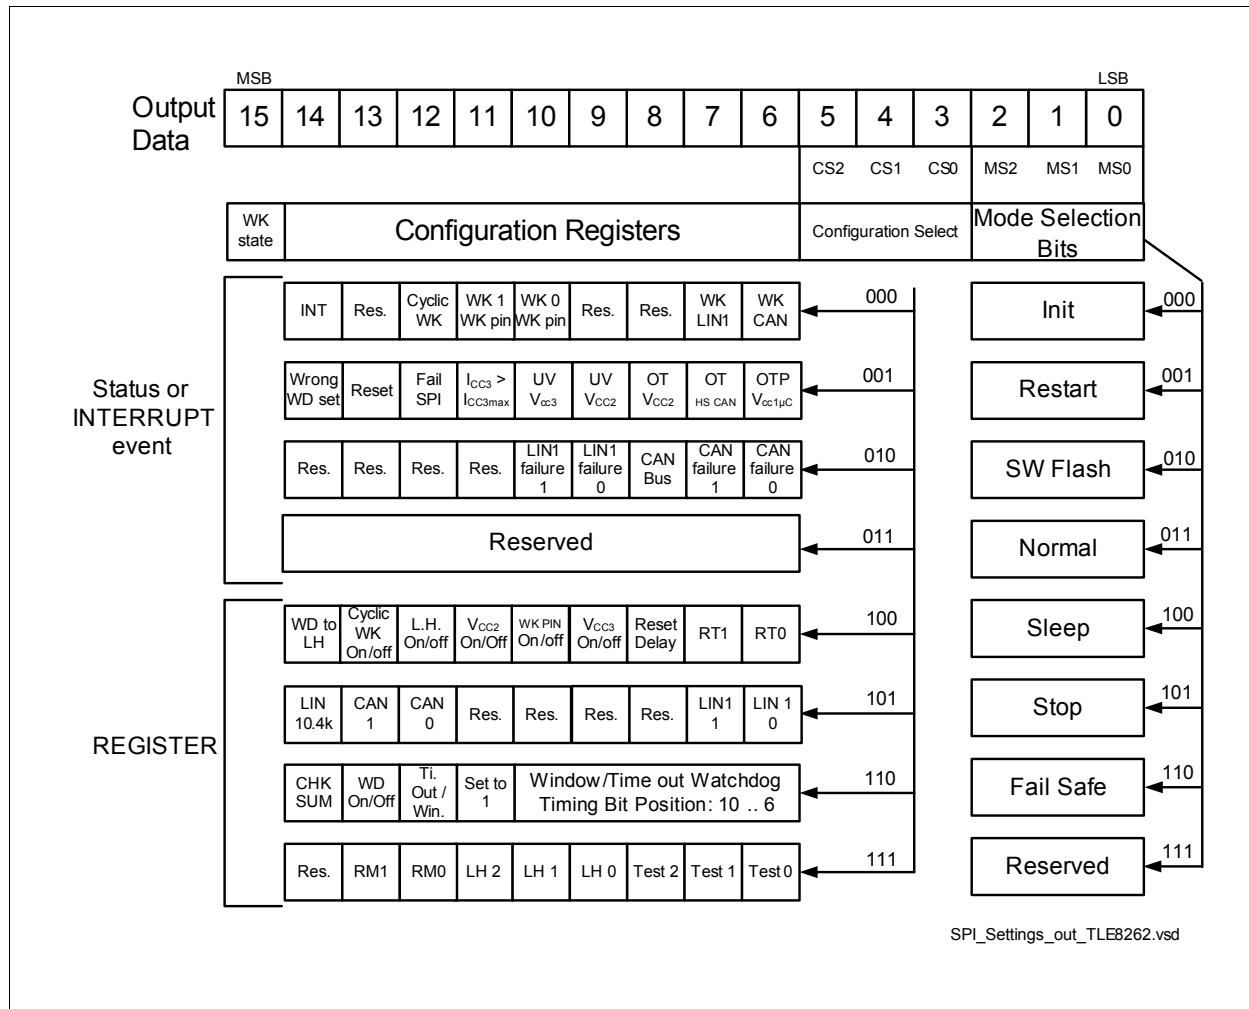 MSB LSB
Output Data 15 14 13 12 11 10 9 8 7 6 5 4 3 2 1 0
CS2 CS1 CS0 MS2 MS1 MS0
WK state Configuration Registers Configuration Select Mode Selection Bits
Status or INTERRUPT event
INT Res. Cyclic WK WK 1 WK pin WK 0 WK pin Res. Res. WK LIN1 WK CAN 000 Init 000
Wrong WD set Reset Fail SPI ICC3 > ICC3max UV Vcc3 UV VCC2 OT VCC2 OT HS CAN OTP Vcc1µC 001 Restart 001
Res. Res. Res. Res. LIN1 failure 1 LIN1 failure 0 CAN Bus CAN failure 1 CAN failure 0 010 SW Flash 010
Reserved 011 Normal 011
REGISTER
WD to LH Cyclic WK On/off L.H. On/off VCC2 On/Off WK PIN On/off VCC3 On/off Reset Delay RT1 RT0 100 Sleep 100
LIN 10.4k CAN 1 CAN 0 Res. Res. Res. Res. LIN1 1 LIN 1 0 101 Stop 101
CHK SUM WD On/Off Ti. Out / Win. Set to 1 Window/Time out Watchdog Timing Bit Position: 10 .. 6 110 Fail Safe 110
Res. RM1 RM0 LH 2 LH 1 LH 0 Test 2 Test 1 Test 0 111 Reserved 111
SPI_Settings_out_TLE8262.vsd